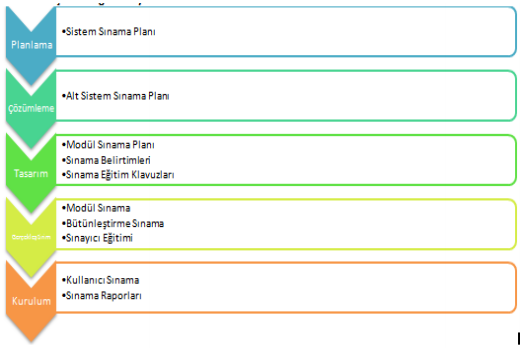 Planlama
•Sistem Sınama Planı
Çözümleme
•Alt Sistem Sınama Planı
Tasarım
•Modül Sınama Planı
•Sınama Belirtimleri
•Sınama Eğitim Klavuzları
•Modül Sınama
•Bütünleştirme Sınama
•Sınayıcı Eğitimi
Kurulum
•Kullanıcı Sınama
•Sınama Raporları